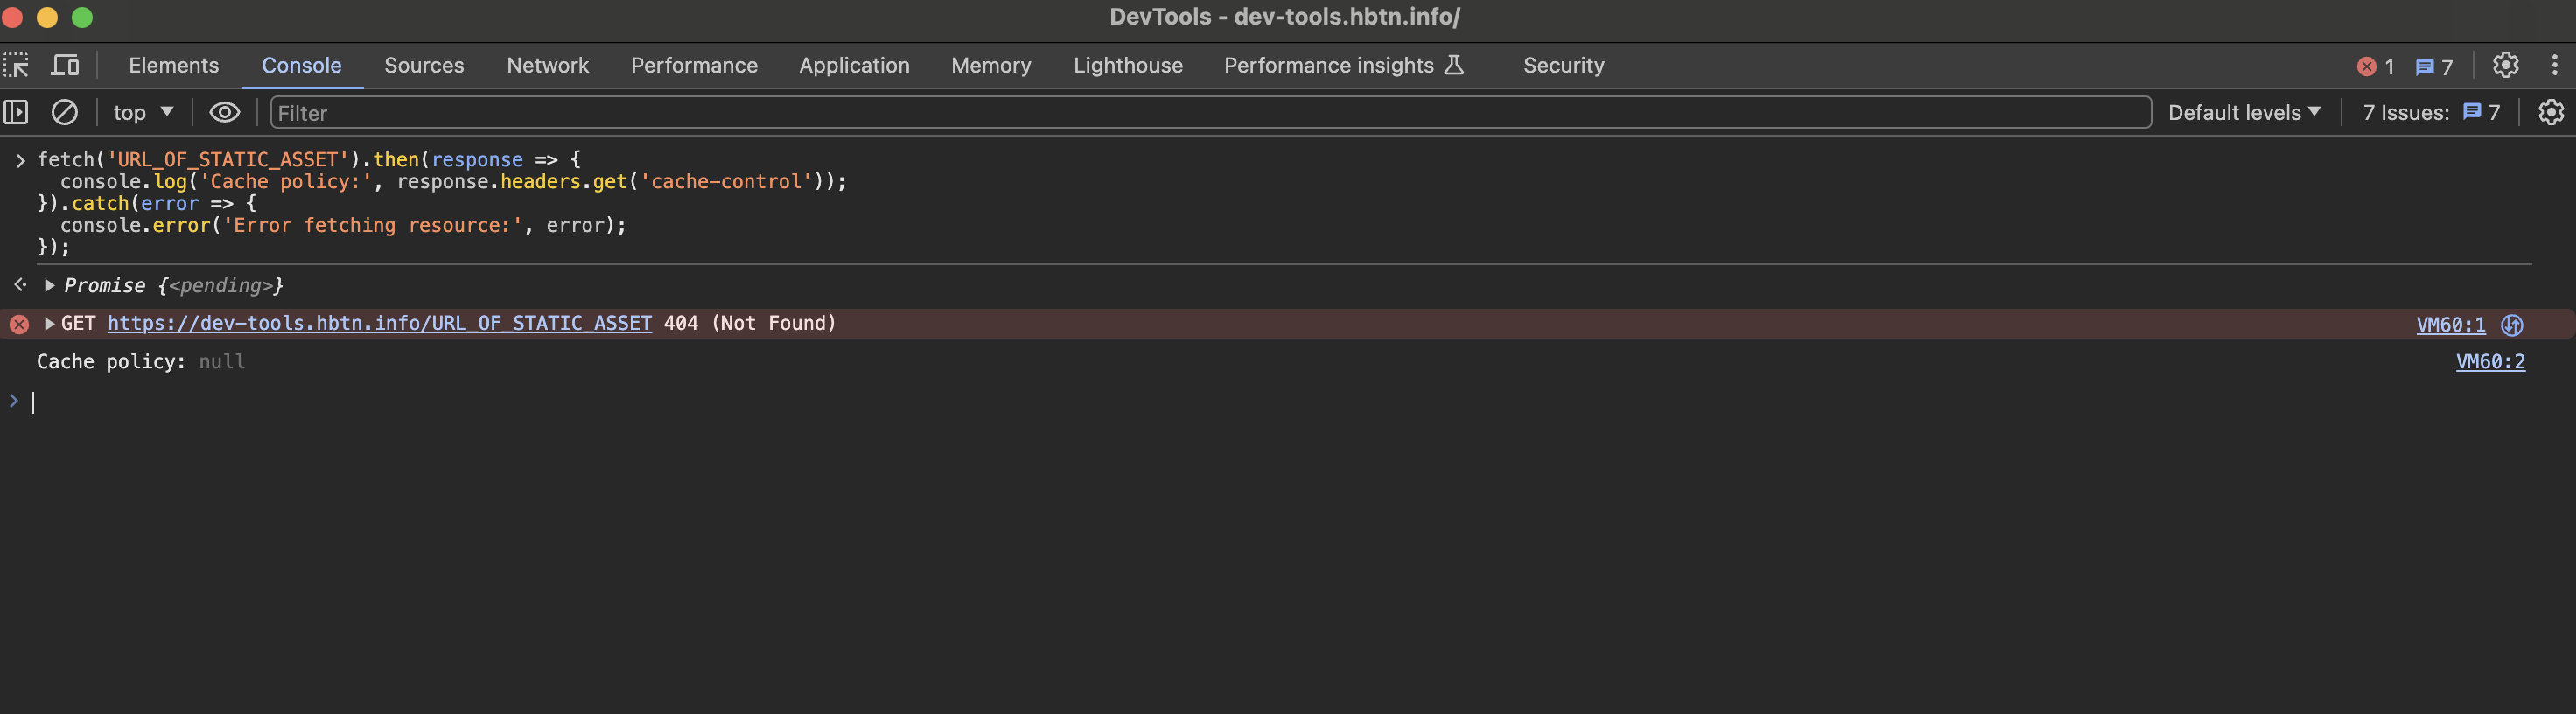 DevTools - dev-tools.hbtn.info/
Elements Console Sources Network Performance Application Memory Lighthouse Performance insights Security 1 7
top Filter Default levels 7 Issues: 7
fetch('URL_OF_STATIC_ASSET').then(response => {
  console.log('Cache policy:', response.headers.get('cache-control'));
}).catch(error => {
  console.error('Error fetching resource:', error);
});
Promise {<pending>}
GET https://dev-tools.hbtn.info/URL_OF_STATIC_ASSET 404 (Not Found) VM60:1
Cache policy: null VM60:2